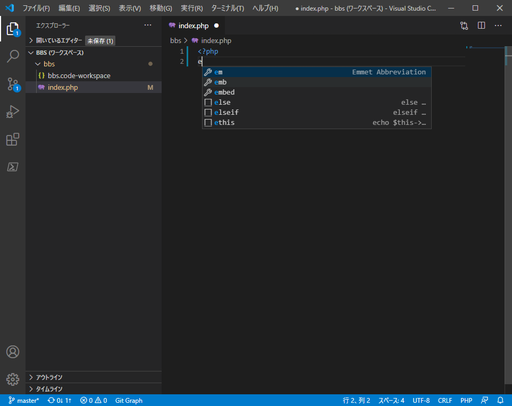 ファイル(F) 編集(E) 選択(S) 表示(V) 移動(G) 実行(R) ターミナル(T) ヘルプ(H) ● index.php - bbs (ワークスペース) - Visual Studio C...
エクスプローラー ...
index.php ●
開いているエディター 未保存 (1)
BBS (ワークスペース)
bbs
{} bbs.code-workspace
index.php M
アウトライン
タイムライン
bbs > index.php
1 <?php
2 e
em Emmet Abbreviation
emb
embed
else else …
elseif elseif …
ethis echo $this->…
1
1
master* 0↓ 1↑ 0 0 Git Graph 行 2, 列 2 スペース: 4 UTF-8 CRLF PHP